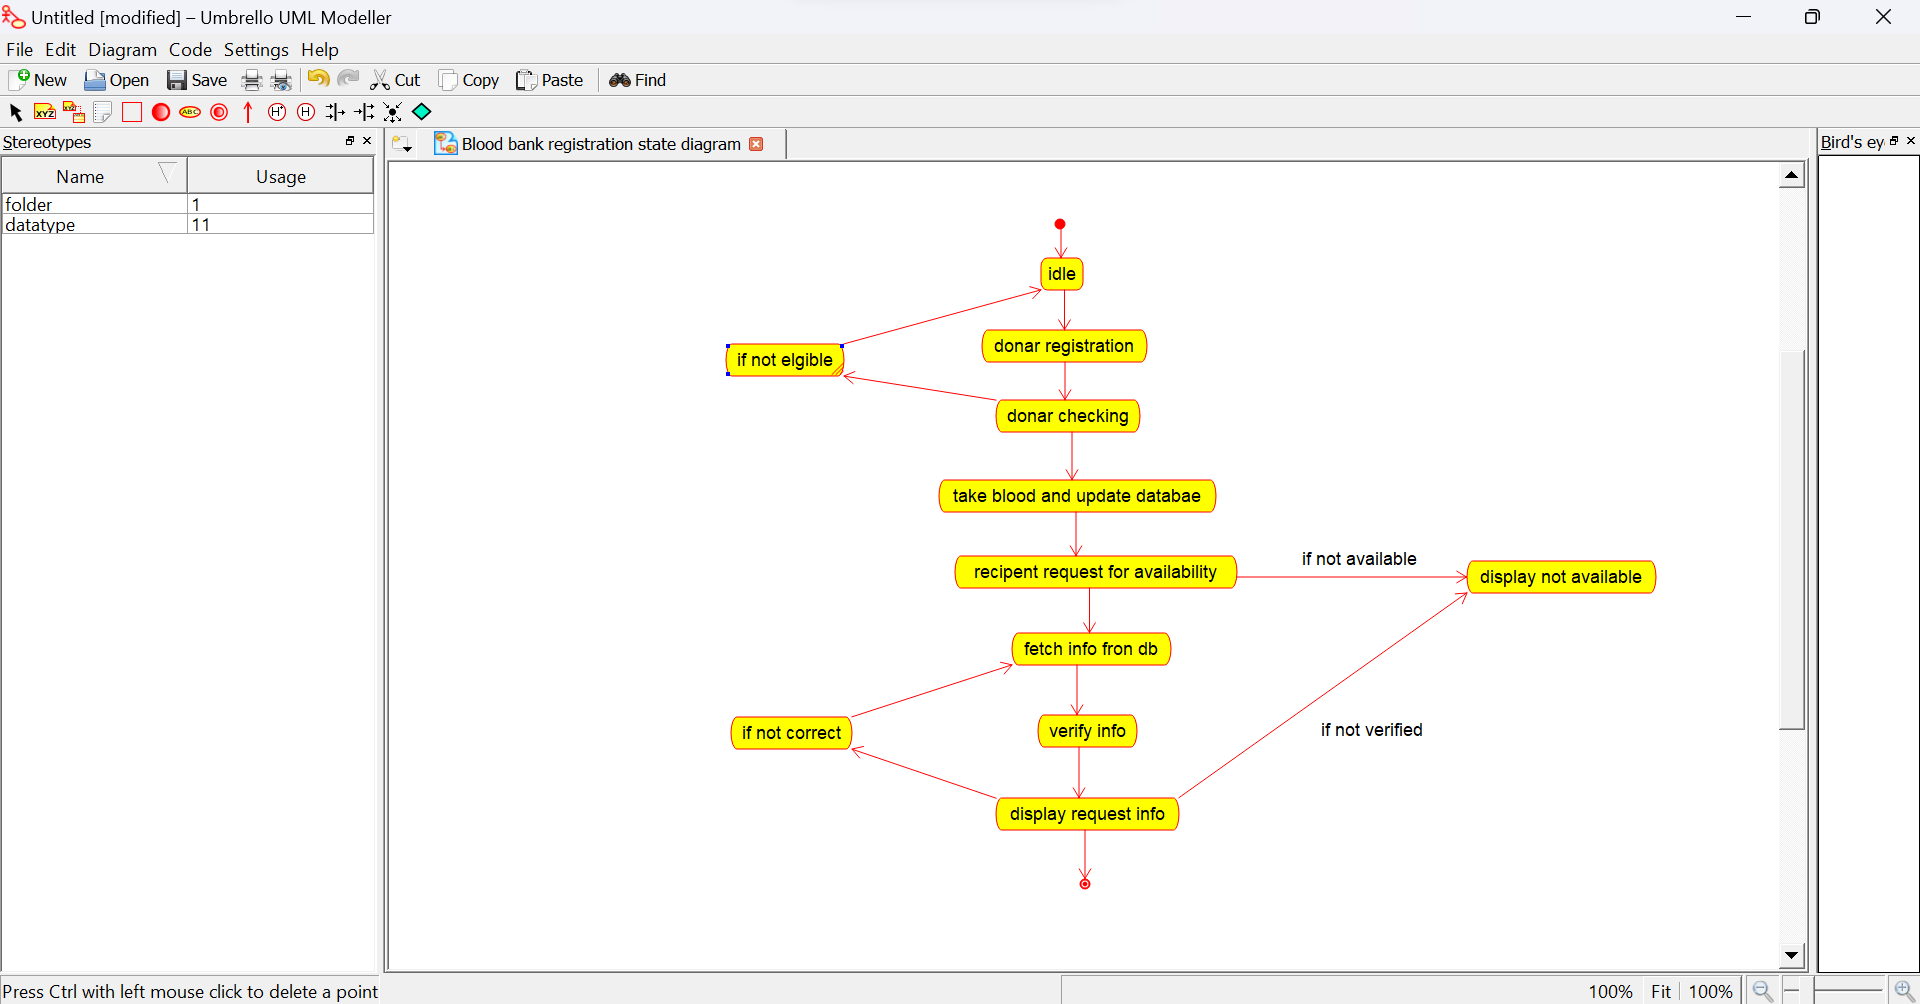 Untitled [modified] – Umbrello UML Modeller
File Edit Diagram Code Settings Help
New Open Save Cut Copy Paste Find
XYZ XYZ ABC H* H
Stereotypes
Name Usage
folder 1
datatype 11
Blood bank registration state diagram
Bird's ey
idle
donar registration
if not elgible
donar checking
take blood and update databae
if not available
recipent request for availability
display not available
fetch info fron db
if not correct
verify info
if not verified
display request info
Press Ctrl with left mouse click to delete a point
100% Fit 100%